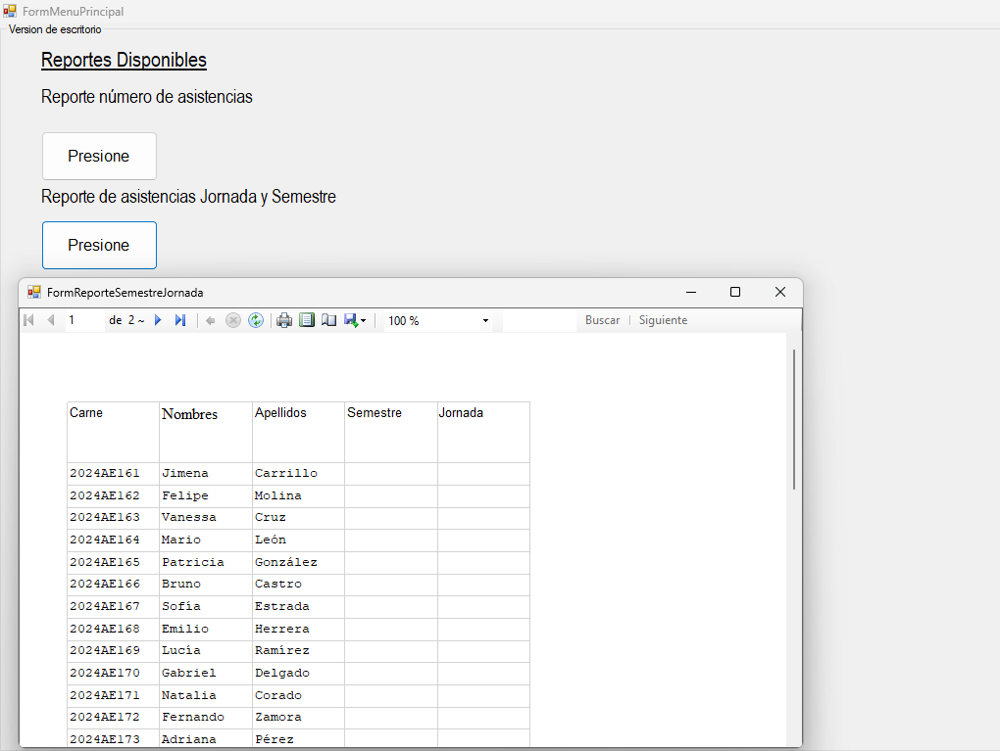 FormMenuPrincipal
Version de escritorio
Reportes Disponibles
Reporte número de asistencias
Presione
Reporte de asistencias Jornada y Semestre
Presione
FormReporteSemestreJornada
1 de 2 ~ 100 % Buscar Siguiente
Carne Nombres Apellidos Semestre Jornada
2024AE161 Jimena Carrillo
2024AE162 Felipe Molina
2024AE163 Vanessa Cruz
2024AE164 Mario León
2024AE165 Patricia González
2024AE166 Bruno Castro
2024AE167 Sofía Estrada
2024AE168 Emilio Herrera
2024AE169 Lucía Ramírez
2024AE170 Gabriel Delgado
2024AE171 Natalia Corado
2024AE172 Fernando Zamora
2024AE173 Adriana Pérez